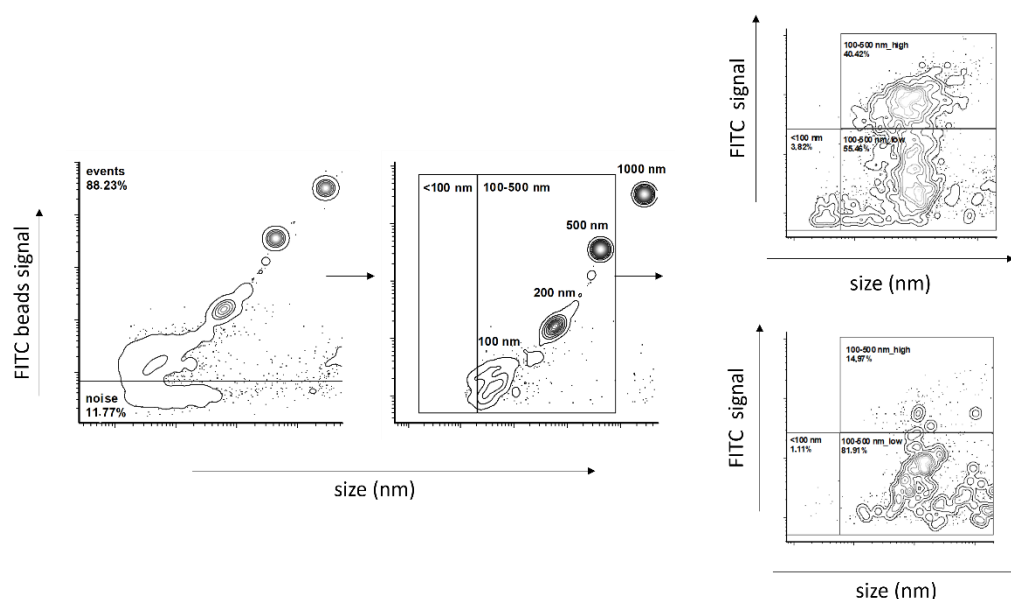 FITC beads signal
events
88.23%
noise
11.77%
<100 nm
100-500 nm
1000 nm
500 nm
200 nm
100 nm
size (nm)
FITC signal
100-500 nm_high
40.42%
<100 nm
3.82%
100-500 nm_low
55.46%
size (nm)
FITC signal
100-500 nm_high
14,97%
<100 nm
1.11%
100-500 nm_low
81.91%
size (nm)